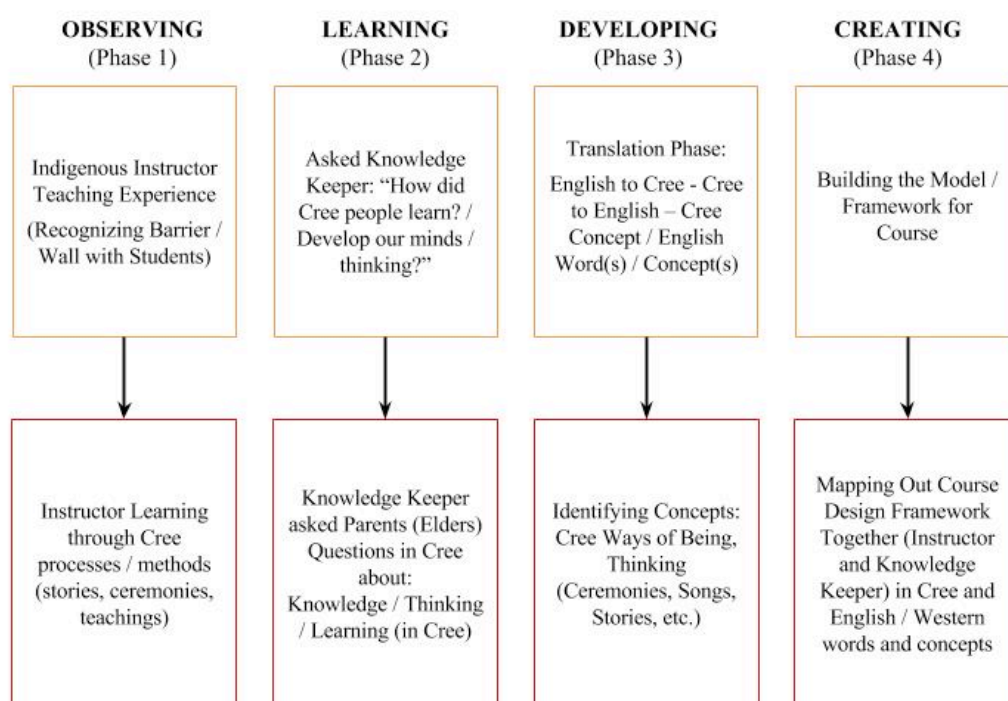 OBSERVING
(Phase 1)
Indigenous Instructor
Teaching Experience
(Recognizing Barrier /
Wall with Students)
Instructor Learning
through Cree
processes / methods
(stories, ceremonies,
teachings)
LEARNING
(Phase 2)
Asked Knowledge
Keeper: “How did
Cree people learn? /
Develop our minds /
thinking?”
Knowledge Keeper
asked Parents (Elders)
Questions in Cree
about:
Knowledge / Thinking
/ Learning (in Cree)
DEVELOPING
(Phase 3)
Translation Phase:
English to Cree - Cree
to English – Cree
Concept / English
Word(s) / Concept(s)
Identifying Concepts:
Cree Ways of Being,
Thinking
(Ceremonies, Songs,
Stories, etc.)
CREATING
(Phase 4)
Building the Model /
Framework for
Course
Mapping Out Course
Design Framework
Together (Instructor
and Knowledge
Keeper) in Cree and
English / Western
words and concepts